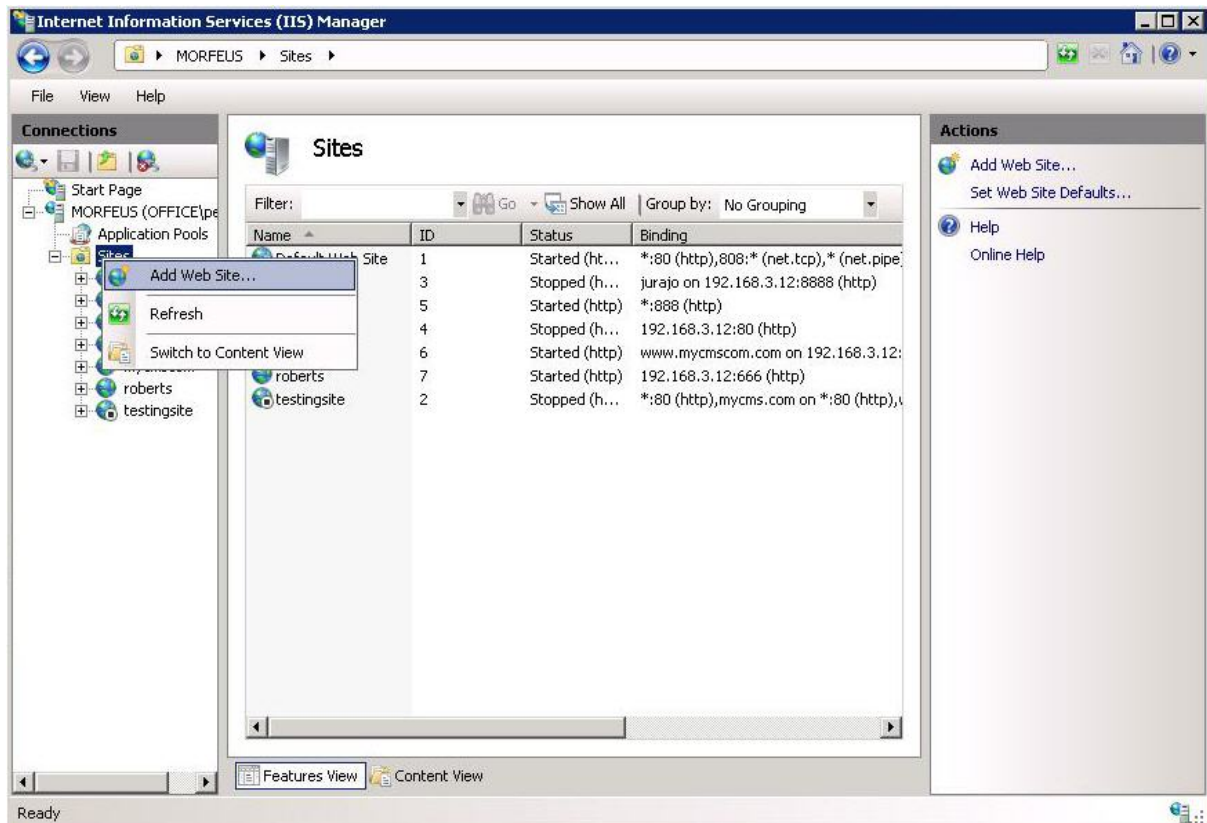 Internet Information Services (IIS) Manager
MORFEUS Sites
File View Help
Connections
Start Page
MORFEUS (OFFICE\pe
Application Pools
Sites
Add Web Site...
Refresh
Switch to Content View
roberts
testingsite
Sites
Filter: Go Show All Group by: No Grouping
Name ID Status Binding
Default Web Site 1 Started (ht... *:80 (http),808:* (net.tcp),* (net.pipe)
3 Stopped (h... jurajo on 192.168.3.12:8888 (http)
5 Started (http) *:888 (http)
4 Stopped (h... 192.168.3.12:80 (http)
6 Started (http) www.mycmscom.com on 192.168.3.12:
roberts 7 Started (http) 192.168.3.12:666 (http)
testingsite 2 Stopped (h... *:80 (http),mycms.com on *:80 (http),
Features View Content View
Actions
Add Web Site...
Set Web Site Defaults...
Help
Online Help
Ready